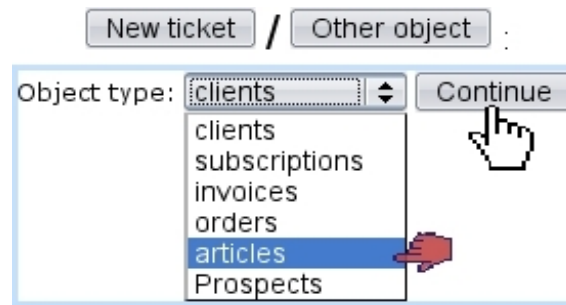 New ticket / Other object :
Object type: clients Continue
clients
subscriptions
invoices
orders
articles
Prospects